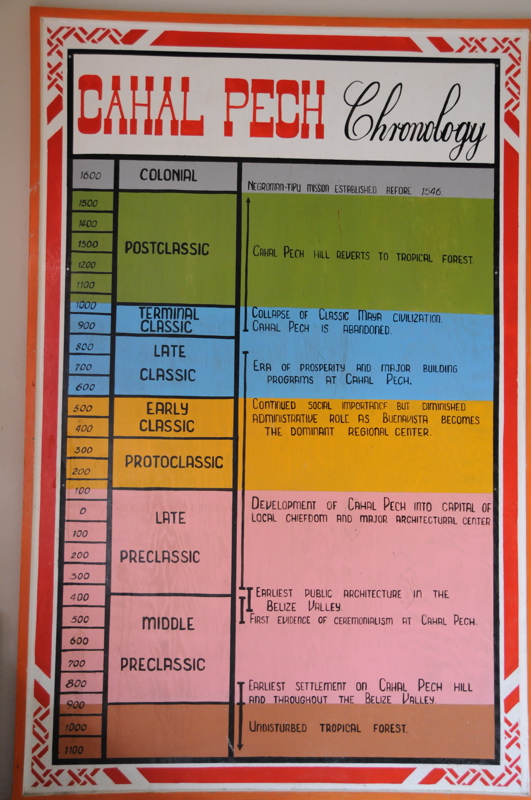 CAHAL PECH Chronology
1600 COLONIAL
NEGROMAN-TIPU MISSION ESTABLISHED BEFORE 1546.
1500
1400
1300
1200
1100
POSTCLASSIC
CAHAL PECH HILL REVERTS TO TROPICAL FOREST.
1000
900
TERMINAL
CLASSIC
COLLAPSE OF CLASSIC MAYA CIVILIZATION.
CAHAL PECH IS ABANDONED.
800
700
600
LATE
CLASSIC
ERA OF PROSPERITY AND MAJOR BUILDING
PROGRAMS AT CAHAL PECH.
500
400
EARLY
CLASSIC
CONTINUED SOCIAL IMPORTANCE BUT DIMINISHED
ADMINISTRATIVE ROLE AS BUENAVISTA BECOMES
THE DOMINANT REGIONAL CENTER.
300
200
PROTOCLASSIC
100
0
100
200
300
LATE
PRECLASSIC
DEVELOPMENT OF CAHAL PECH INTO CAPITAL OF
LOCAL CHIEFDOM AND MAJOR ARCHITECTURAL CENTER
400
500
600
700
800
900
MIDDLE
PRECLASSIC
EARLIEST PUBLIC ARCHITECTURE IN THE
BELIZE VALLEY.
FIRST EVIDENCE OF CEREMONIALISM AT CAHAL PECH.
EARLIEST SETTLEMENT ON CAHAL PECH HILL
AND THROUGHOUT THE BELIZE VALLEY.
1000
1100
UNDISTURBED TROPICAL FOREST.